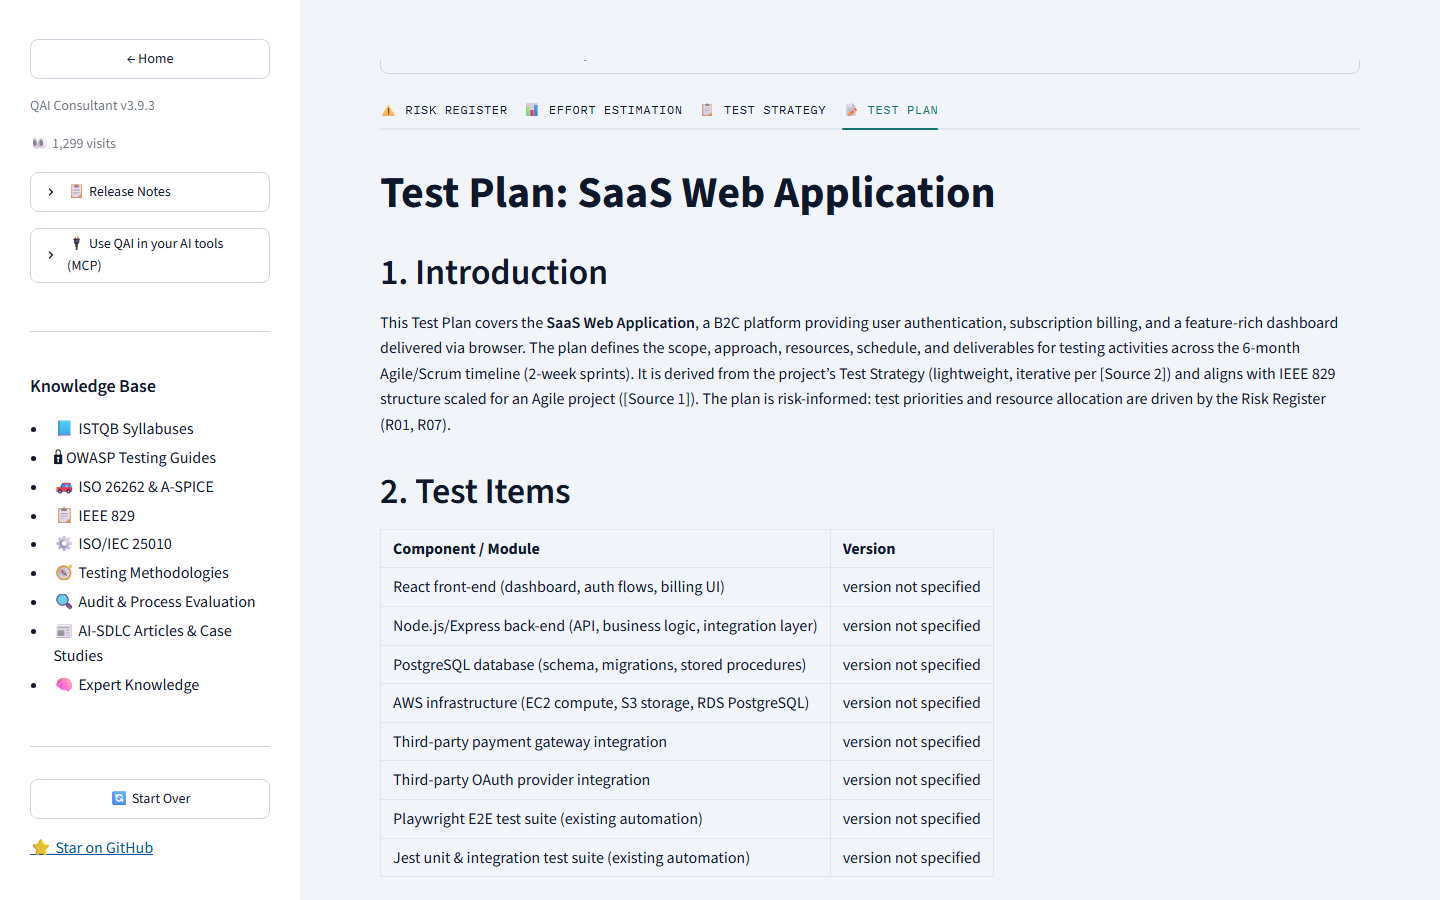 ← Home
QAI Consultant v3.9.3
1,299 visits
Release Notes
Use QAI in your AI tools
(MCP)
Knowledge Base
ISTQB Syllabuses
OWASP Testing Guides
ISO 26262 & A-SPICE
IEEE 829
ISO/IEC 25010
Testing Methodologies
Audit & Process Evaluation
AI-SDLC Articles & Case
Studies
Expert Knowledge
Start Over
Star on GitHub
RISK REGISTER EFFORT ESTIMATION TEST STRATEGY TEST PLAN
Test Plan: SaaS Web Application
1. Introduction
This Test Plan covers the SaaS Web Application, a B2C platform providing user authentication, subscription billing, and a feature-rich dashboard
delivered via browser. The plan defines the scope, approach, resources, schedule, and deliverables for testing activities across the 6-month
Agile/Scrum timeline (2-week sprints). It is derived from the project’s Test Strategy (lightweight, iterative per [Source 2]) and aligns with IEEE 829
structure scaled for an Agile project ([Source 1]). The plan is risk-informed: test priorities and resource allocation are driven by the Risk Register
(R01, R07).
2. Test Items
Component / Module Version
React front-end (dashboard, auth flows, billing UI) version not specified
Node.js/Express back-end (API, business logic, integration layer) version not specified
PostgreSQL database (schema, migrations, stored procedures) version not specified
AWS infrastructure (EC2 compute, S3 storage, RDS PostgreSQL) version not specified
Third-party payment gateway integration version not specified
Third-party OAuth provider integration version not specified
Playwright E2E test suite (existing automation) version not specified
Jest unit & integration test suite (existing automation) version not specified